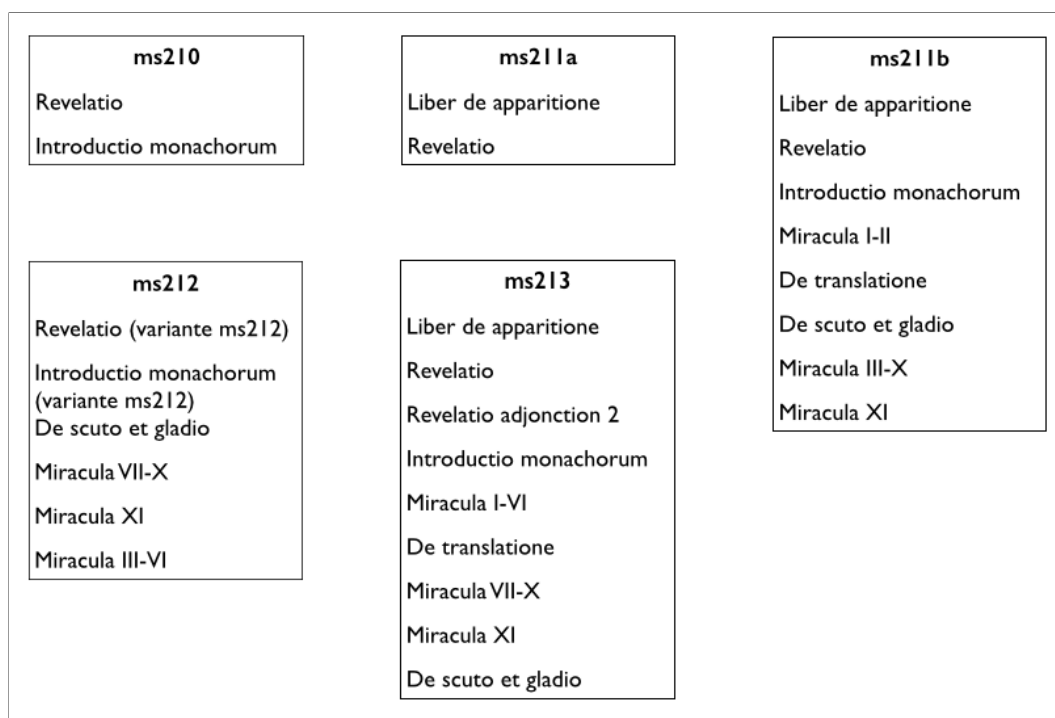 ms210
Revelatio
Introductio monachorum
ms211a
Liber de apparitione
Revelatio
ms211b
Liber de apparitione
Revelatio
Introductio monachorum
Miracula I-II
De translatione
De scuto et gladio
Miracula III-X
Miracula XI
ms212
Revelatio (variante ms212)
Introductio monachorum
(variante ms212)
De scuto et gladio
Miracula VII-X
Miracula XI
Miracula III-VI
ms213
Liber de apparitione
Revelatio
Revelatio adjonction 2
Introductio monachorum
Miracula I-VI
De translatione
Miracula VII-X
Miracula XI
De scuto et gladio